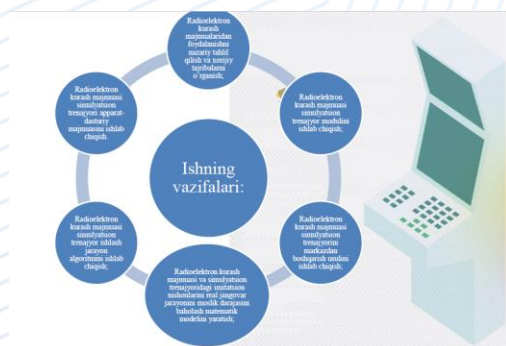 Radioelektron
kurash
majmualaridan
foydalanishni
nazariy tahlil
qilish va xorijiy
tajribalarni
o‘rganish;
Radioelektron
kurash majmuasi
simulyatsion
trenajyor modulini
ishlab chiqish;
Radioelektron
kurash majmuasi
simulyatsion
trenajyorini
markazdan
boshqarish usulini
ishlab chiqish;
Radioelektron kurash
majmuasi va simulyatsion
trenajyoridagi imitatsion
nishonlarini real jangovar
jarayonini moslik darajasini
baholash matematik
modelini yaratish;
Radioelektron
kurash majmuasi
simulyatsion
trenajyor ishlash
jarayon
algoritmini ishlab
chiqish;
Radioelektron
kurash majmuasi
simulyatsion
trenajyori apparat-
dasturiy
majmuasini ishlab
chiqish.
Ishning
vazifalari: